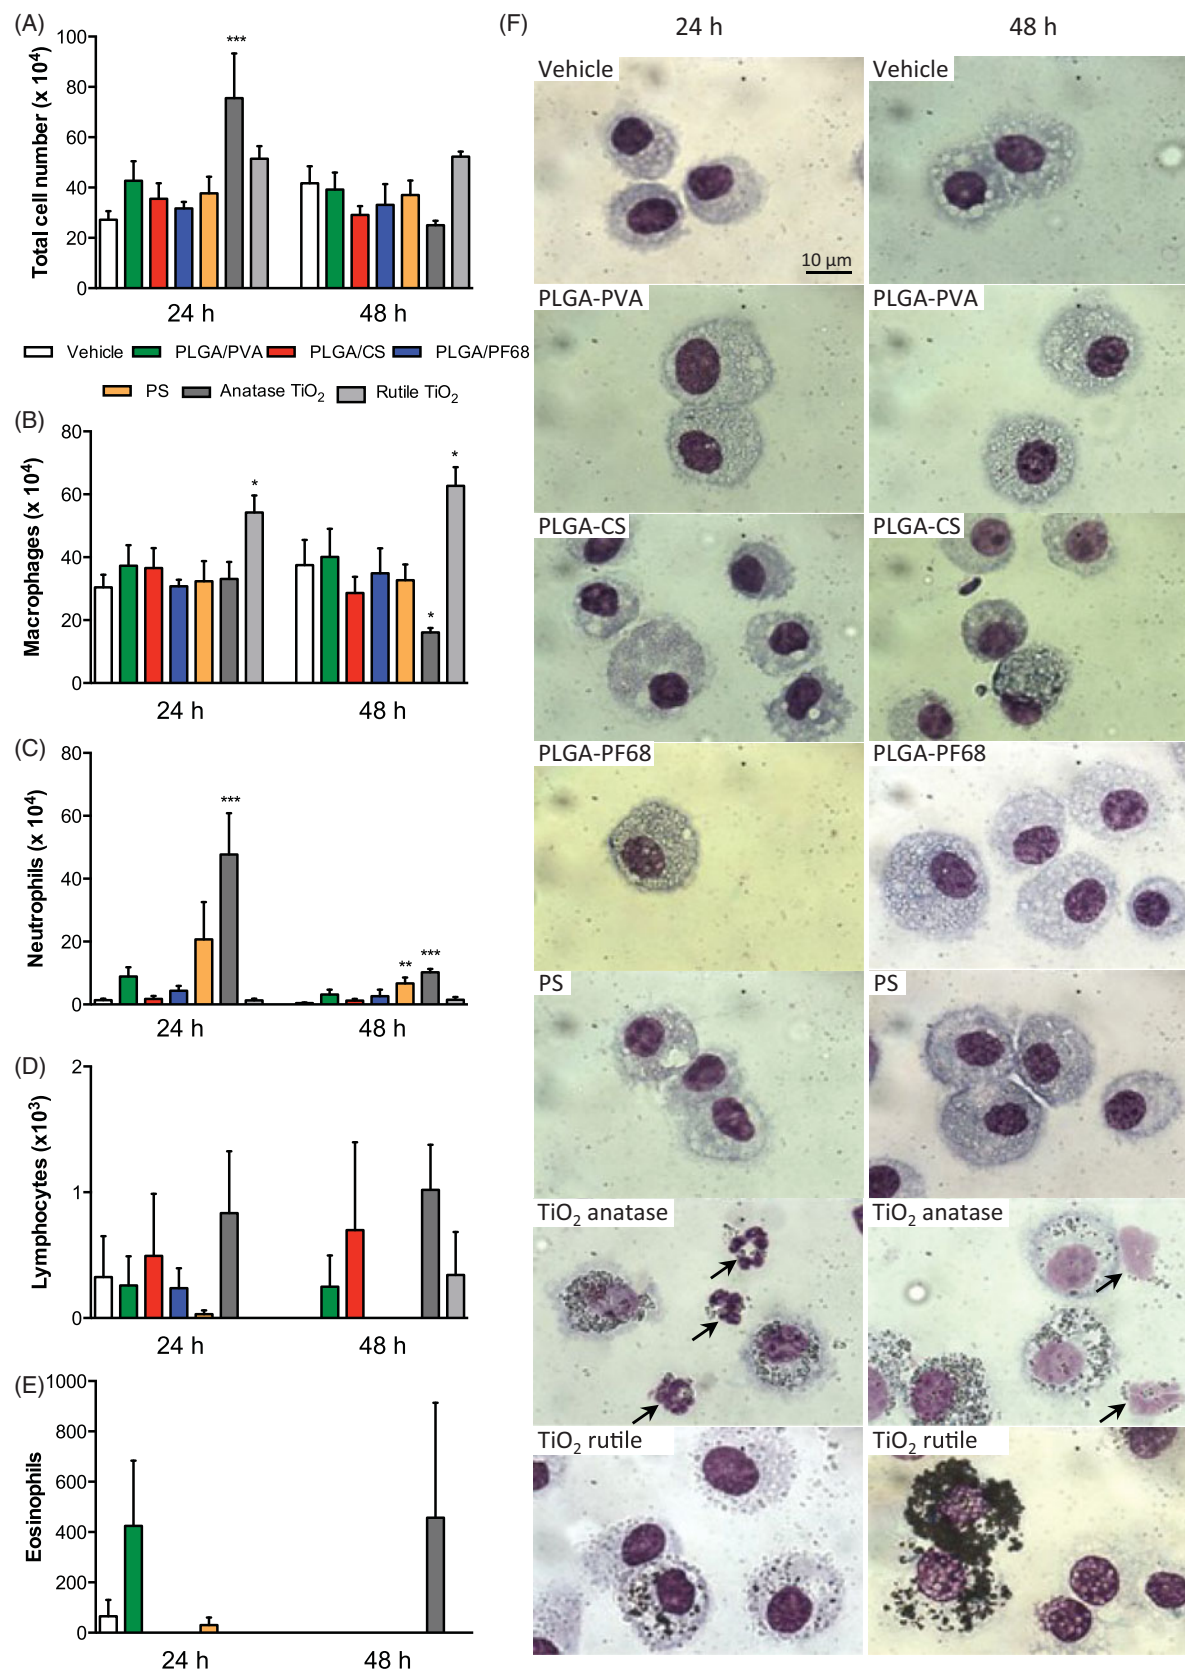 (A)
Total cell number (x 10⁴)
100
80
60
40
20
0
***
24 h
48 h
Vehicle
PLGA/PVA
PLGA/CS
PLGA/PF68
PS
Anatase TiO₂
Rutile TiO₂
(B)
Macrophages (x 10⁴)
80
60
40
20
0
*
*
*
24 h
48 h
(C)
Neutrophils (x 10⁴)
80
60
40
20
0
***
**
***
24 h
48 h
(D)
Lymphocytes (x10³)
2
1
0
24 h
48 h
(E)
Eosinophils
1000
800
600
400
200
0
24 h
48 h
(F)
24 h
48 h
Vehicle
Vehicle
10 µm
PLGA-PVA
PLGA-PVA
PLGA-CS
PLGA-CS
PLGA-PF68
PLGA-PF68
PS
PS
TiO₂ anatase
TiO₂ anatase
TiO₂ rutile
TiO₂ rutile